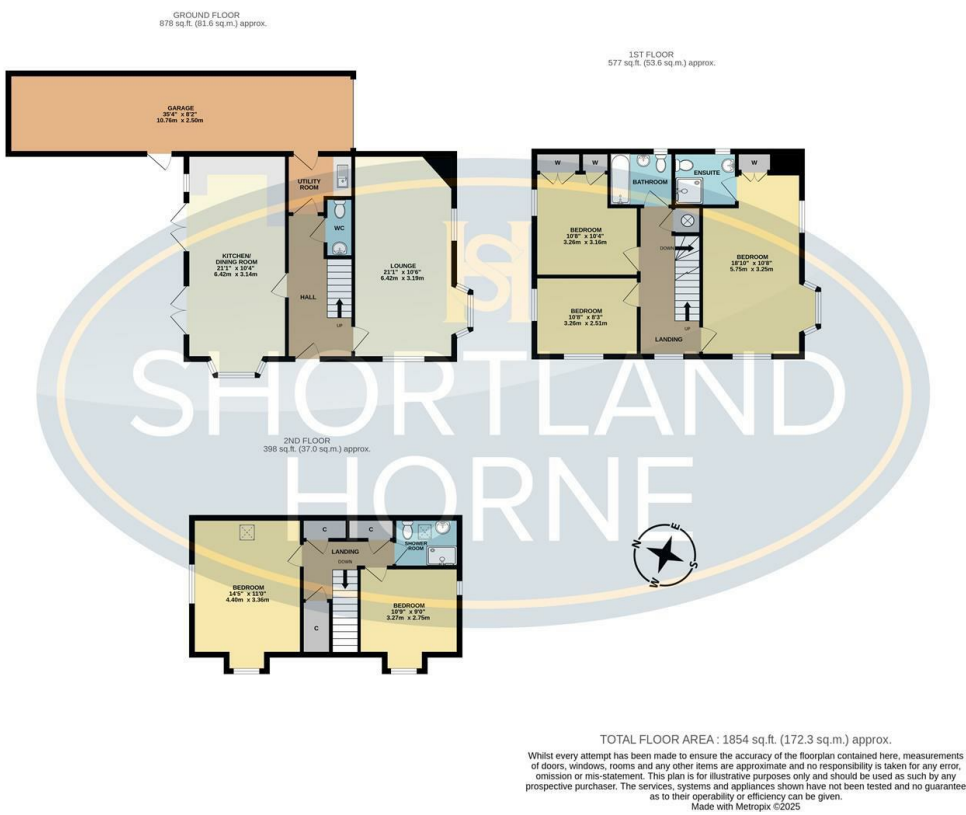 GROUND FLOOR
878 sq.ft. (81.6 sq.m.) approx.
1ST FLOOR
577 sq.ft. (53.6 sq.m.) approx.
GARAGE
35'4" x 8'2"
10.76m x 2.50m
UTILITY
ROOM
WC
KITCHEN/
DINING ROOM
21'1" x 10'4"
6.42m x 3.14m
HALL
UP
LOUNGE
21'1" x 10'6"
6.42m x 3.19m
W
W
BATHROOM
ENSUITE
W
BEDROOM
10'8" x 10'4"
3.26m x 3.16m
DOWN
BEDROOM
18'10" x 10'8"
5.75m x 3.25m
BEDROOM
10'8" x 8'3"
3.26m x 2.51m
UP
LANDING
SH
SHORTLAND
HORNE
2ND FLOOR
398 sq.ft. (37.0 sq.m.) approx.
C
C
SHOWER
ROOM
LANDING
DOWN
BEDROOM
14'5" x 11'0"
4.40m x 3.36m
BEDROOM
10'9" x 9'0"
3.27m x 2.75m
C
N
E
S
W
TOTAL FLOOR AREA : 1854 sq.ft. (172.3 sq.m.) approx.
Whilst every attempt has been made to ensure the accuracy of the floorplan contained here, measurements
of doors, windows, rooms and any other items are approximate and no responsibility is taken for any error,
omission or mis-statement. This plan is for illustrative purposes only and should be used as such by any
prospective purchaser. The services, systems and appliances shown have not been tested and no guarantee
as to their operability or efficiency can be given.
Made with Metropix ©2025